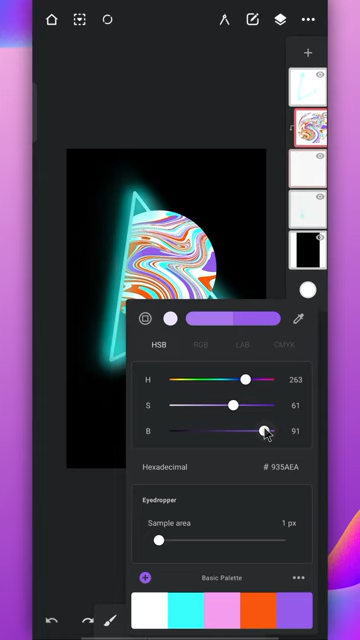 HSB RGB LAB CMYK
H 263
S 61
B 91
Hexadecimal # 935AEA
Eyedropper
Sample area 1 px
Basic Palette